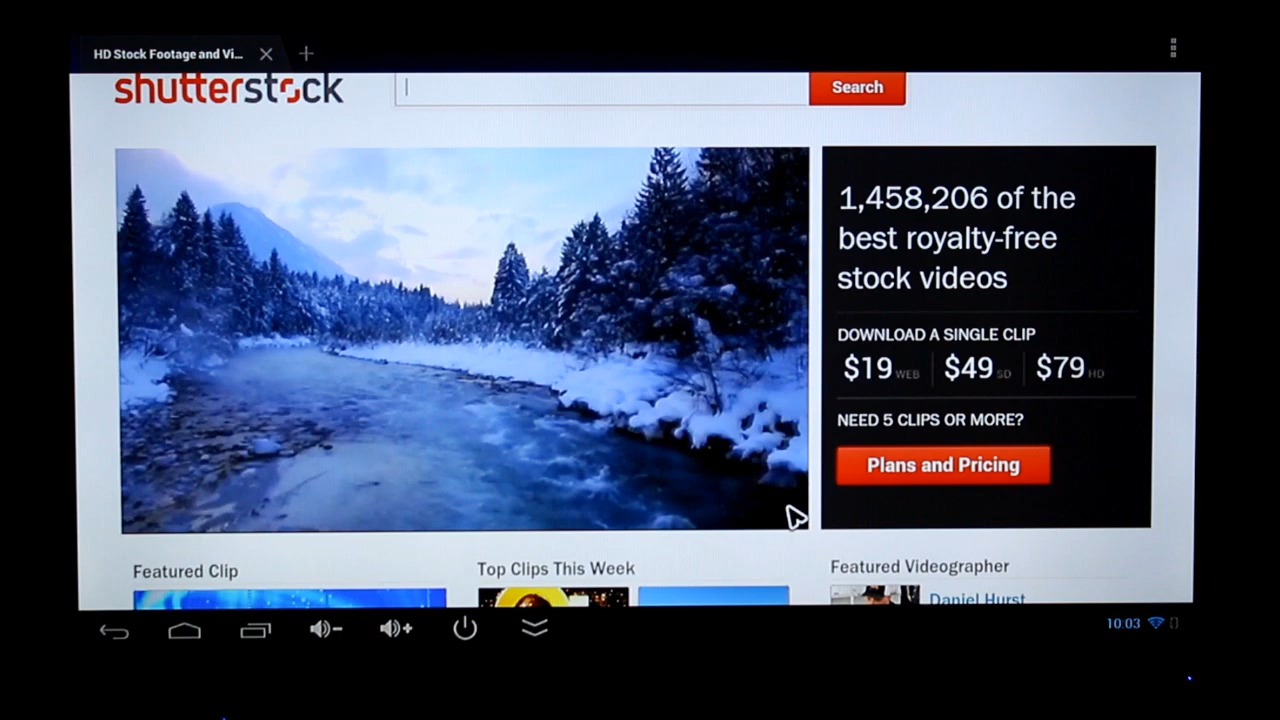 HD Stock Footage and Vi...
shutterstock
Search
1,458,206 of the
best royalty-free
stock videos
DOWNLOAD A SINGLE CLIP
$19 WEB $49 SD $79 HD
NEED 5 CLIPS OR MORE?
Plans and Pricing
Featured Clip
Top Clips This Week
Featured Videographer
Daniel Hurst
10:03